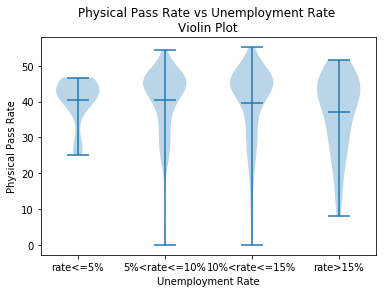 Physical Pass Rate vs Unemployment Rate
Violin Plot
Physical Pass Rate
50
40
30
20
10
0
rate<=5% 5%<rate<=10% 10%<rate<=15% rate>15%
Unemployment Rate